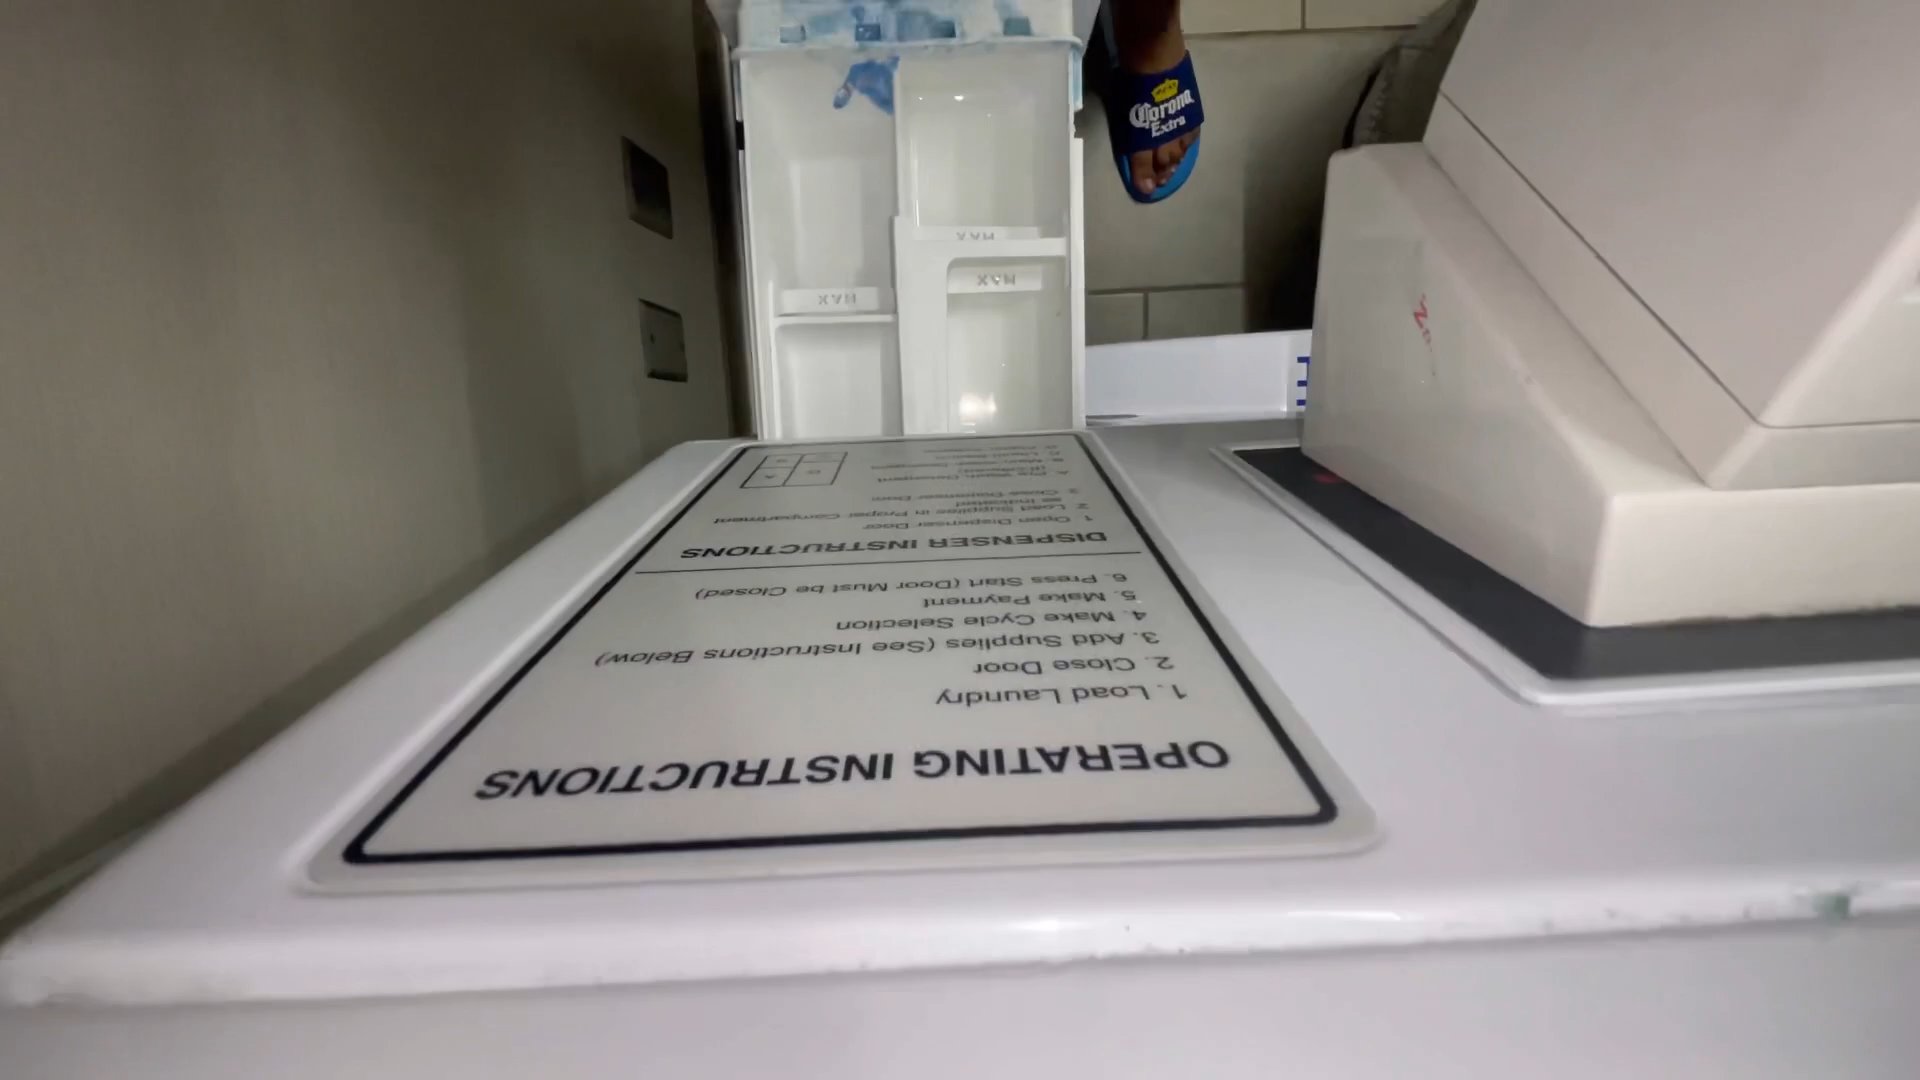 OPERATING INSTRUCTIONS
1. Load Laundry
2. Close Door
3. Add Supplies (See Instructions Below)
4. Make Cycle Selection
5. Make Payment
6. Press Start (Door Must be Closed)
DISPENSER INSTRUCTIONS
1. Open Dispenser Door
2. Load Supplies in Proper Compartment
as Indicated
3. Close Dispenser Door
MAX
MAX
MAX
Corona
Extra